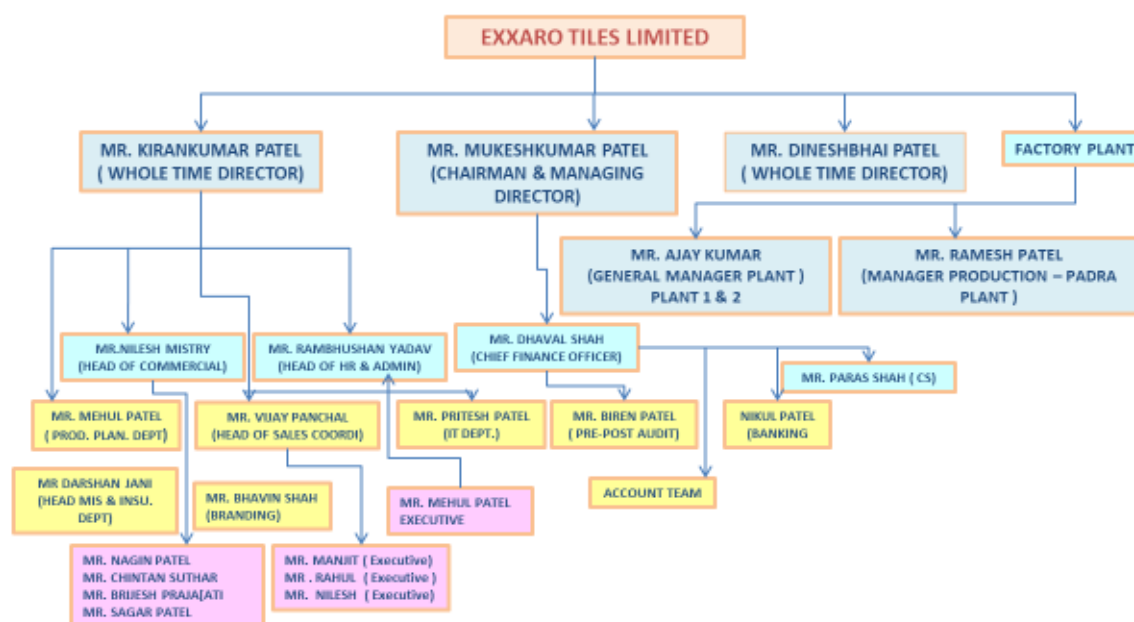 EXXARO TILES LIMITED
MR. KIRANKUMAR PATEL
( WHOLE TIME DIRECTOR)
MR. MUKESHKUMAR PATEL
(CHAIRMAN & MANAGING
DIRECTOR)
MR. DINESHBHAI PATEL
( WHOLE TIME DIRECTOR)
FACTORY PLANT
MR. AJAY KUMAR
(GENERAL MANAGER PLANT )
PLANT 1 & 2
MR. RAMESH PATEL
(MANAGER PRODUCTION – PADRA
PLANT )
MR.NILESH MISTRY
(HEAD OF COMMERCIAL)
MR. RAMBHUSHAN YADAV
(HEAD OF HR & ADMIN)
MR. DHAVAL SHAH
(CHIEF FINANCE OFFICER)
MR. PARAS SHAH ( CS)
MR. MEHUL PATEL
( PROD. PLAN. DEPT)
MR. VIJAY PANCHAL
(HEAD OF SALES COORDI)
MR. PRITESH PATEL
(IT DEPT.)
MR. BIREN PATEL
( PRE-POST AUDIT)
NIKUL PATEL
(BANKING
MR DARSHAN JANI
(HEAD MIS & INSU.
DEPT)
MR. BHAVIN SHAH
(BRANDING)
MR. MEHUL PATEL
EXECUTIVE
ACCOUNT TEAM
MR. NAGIN PATEL
MR. CHINTAN SUTHAR
MR. BRIJESH PRAJA[ATI
MR. SAGAR PATEL
MR. MANJIT ( Executive)
MR . RAHUL ( Executive )
MR. NILESH ( Executive)